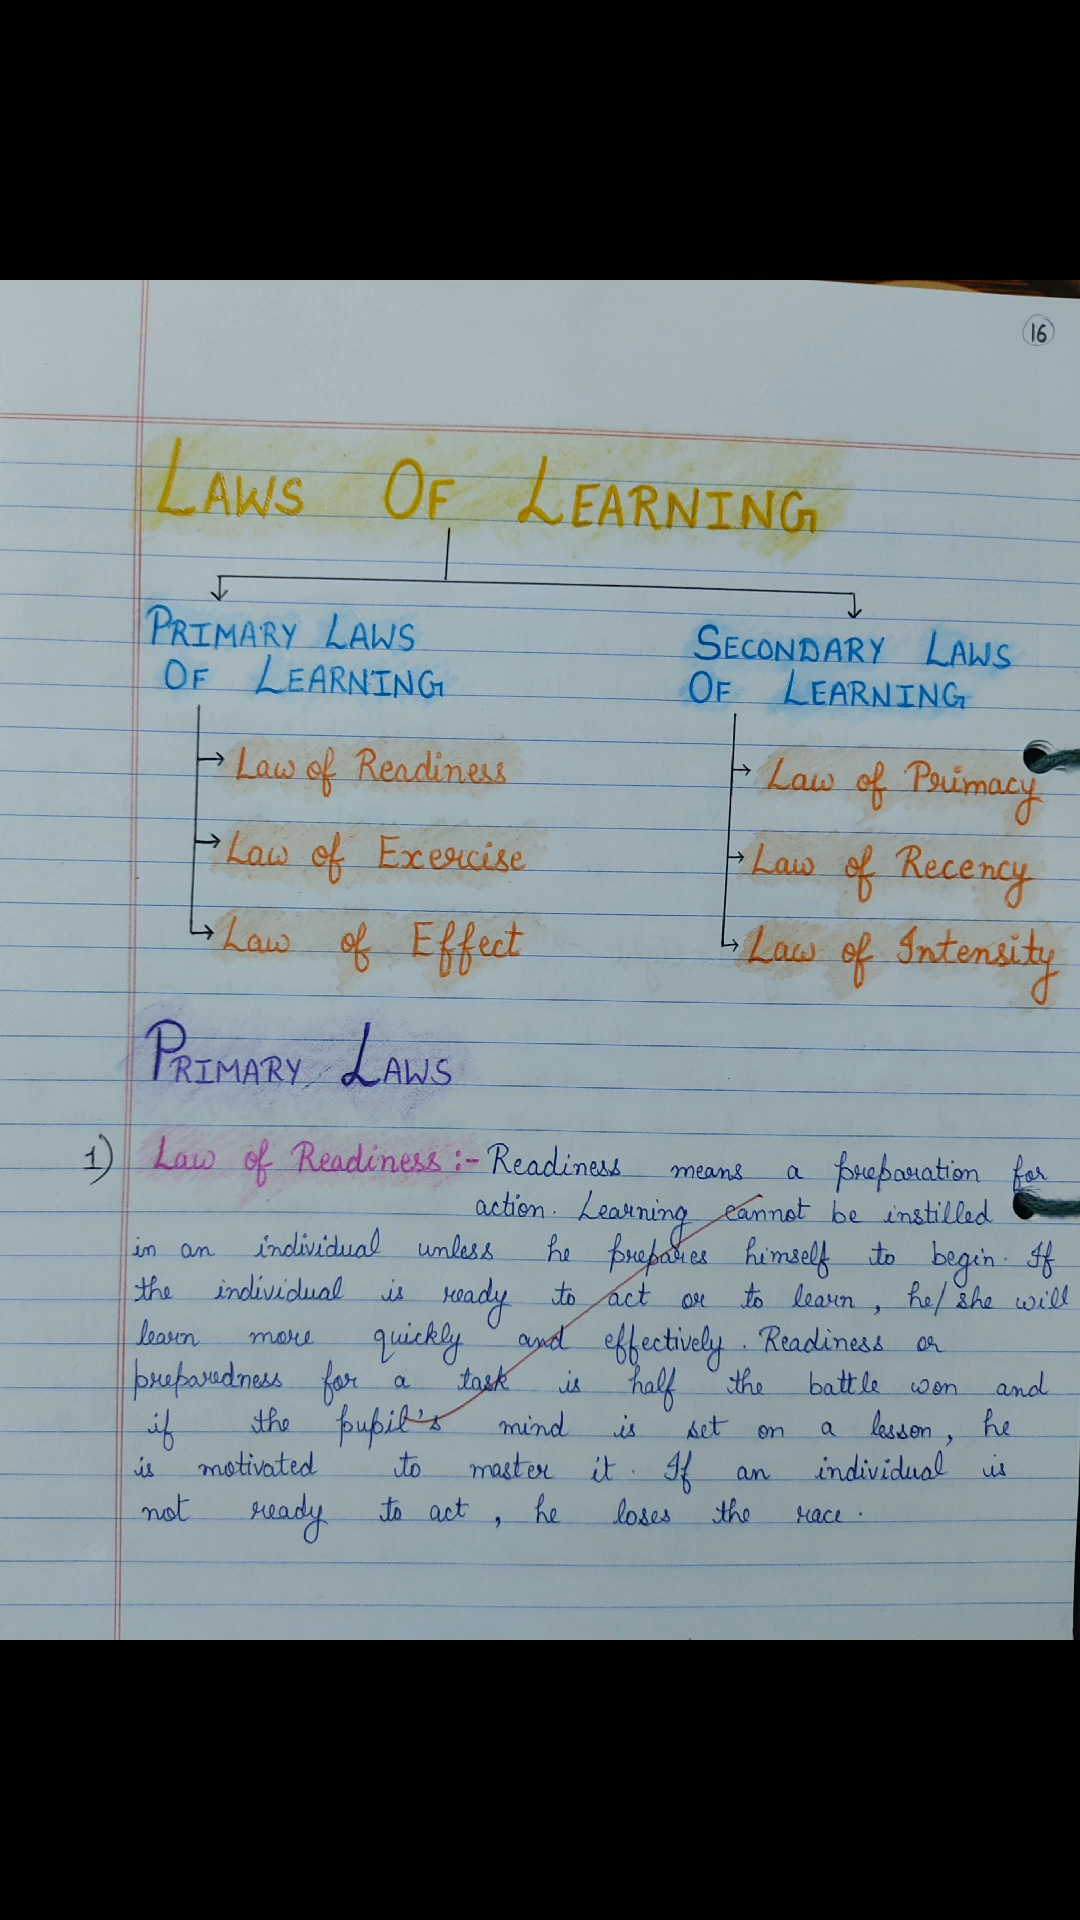 16
LAWS OF LEARNING
PRIMARY LAWS
OF LEARNING
SECONDARY LAWS
OF LEARNING
Law of Readiness
Law of Exercise
Law of Effect
Law of Primacy
Law of Recency
Law of Intensity
PRIMARY LAWS
1) Law of Readiness :- Readiness means a preparation for
action. Learning cannot be instilled
in an individual unless he prepares himself to begin. If
the individual is ready to act or to learn, he/she will
learn more quickly and effectively. Readiness or
preparedness for a task is half the battle won and
if the pupil's mind is set on a lesson, he
is motivated to master it. If an individual is
not ready to act, he loses the race.